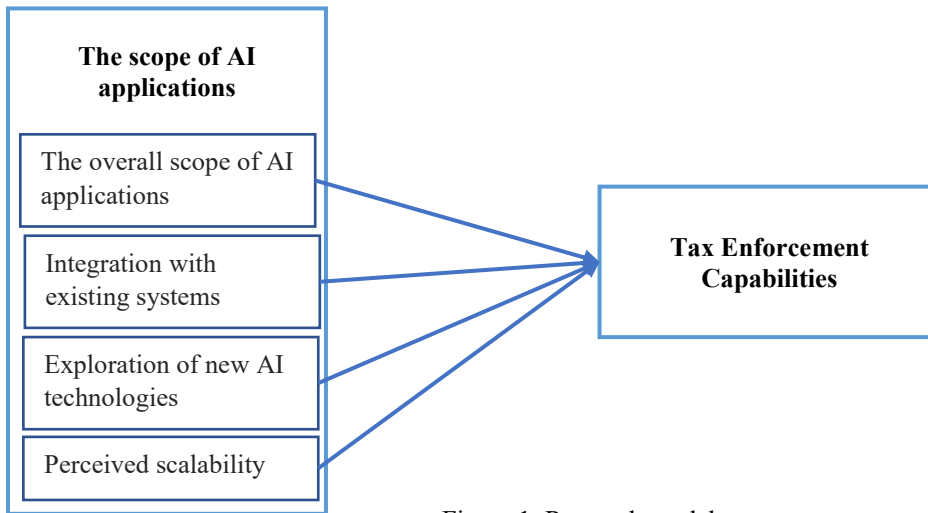 The scope of AI
applications
The overall scope of AI
applications
Integration with
existing systems
Exploration of new AI
technologies
Perceived scalability
Tax Enforcement
Capabilities